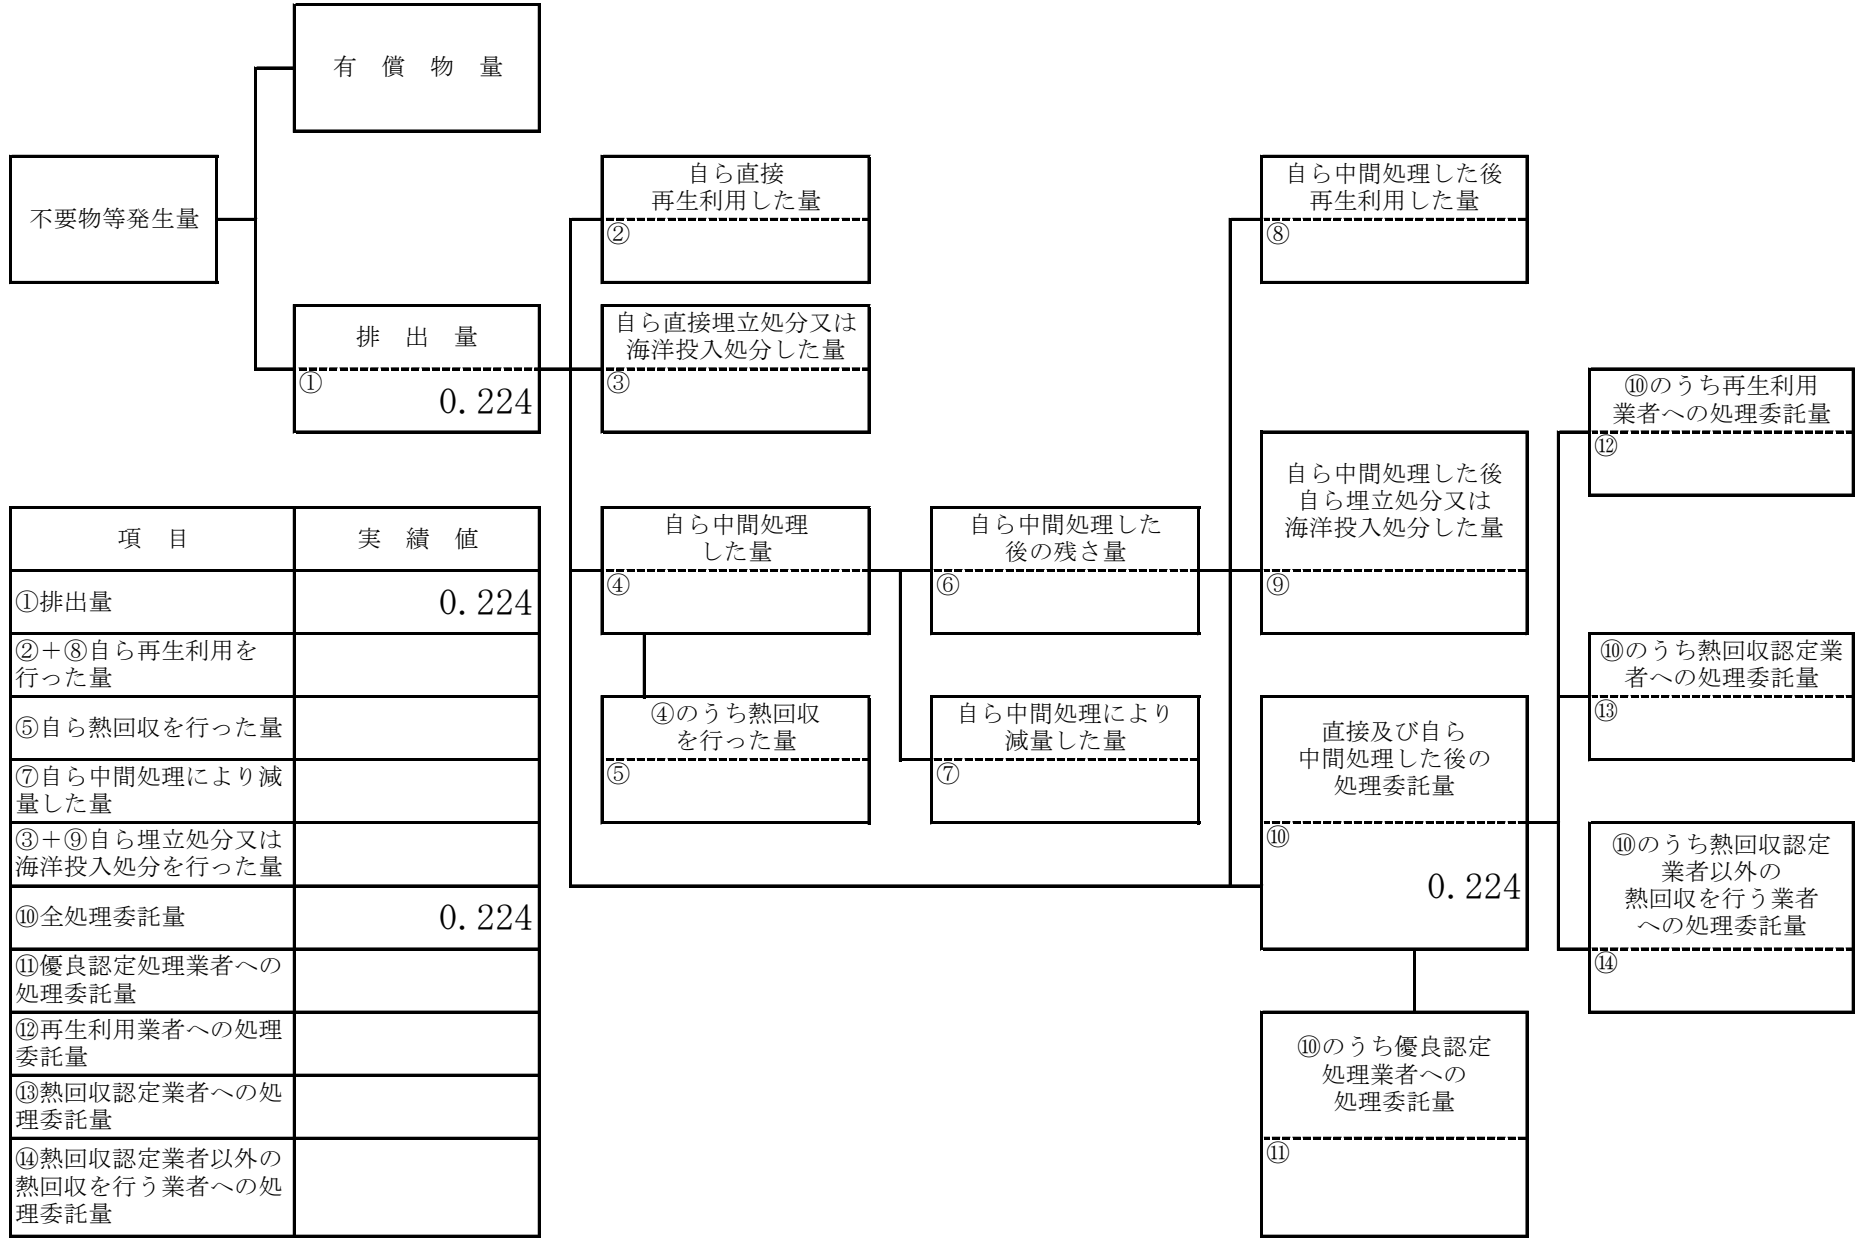 有 償 物 量
不要物等発生量
排 出 量
①
0.224
自ら直接
再生利用した量
②
自ら直接埋立処分又は
海洋投入処分した量
③
自ら中間処理
した量
④
④のうち熱回収
を行った量
⑤
自ら中間処理した
後の残さ量
⑥
自ら中間処理により
減量した量
⑦
自ら中間処理した後
再生利用した量
⑧
自ら中間処理した後
自ら埋立処分又は
海洋投入処分した量
⑨
直接及び自ら
中間処理した後の
処理委託量
⑩
0.224
⑩のうち優良認定
処理業者への
処理委託量
⑪
⑩のうち再生利用
業者への処理委託量
⑫
⑩のうち熱回収認定業
者への処理委託量
⑬
⑩のうち熱回収認定
業者以外の
熱回収を行う業者
への処理委託量
⑭
項 目 実 績 値
①排出量 0.224
②+⑧自ら再生利用を
行った量
⑤自ら熱回収を行った量
⑦自ら中間処理により減
量した量
③+⑨自ら埋立処分又は
海洋投入処分を行った量
⑩全処理委託量 0.224
⑪優良認定処理業者への
処理委託量
⑫再生利用業者への処理
委託量
⑬熱回収認定業者への処
理委託量
⑭熱回収認定業者以外の
熱回収を行う業者への処
理委託量